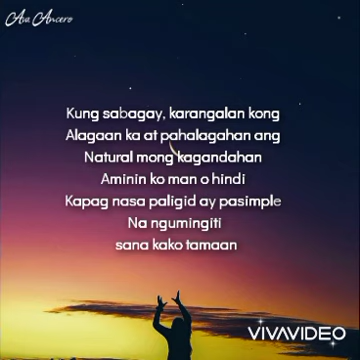 Ava Ancero
Kung sabagay, karangalan kong
Alagaan ka at pahalagahan ang
Natural mong kagandahan
Aminin ko man o hindi
Kapag nasa paligid ay pasimple
Na ngumingiti
sana kako tamaan
VIVAVIDEO